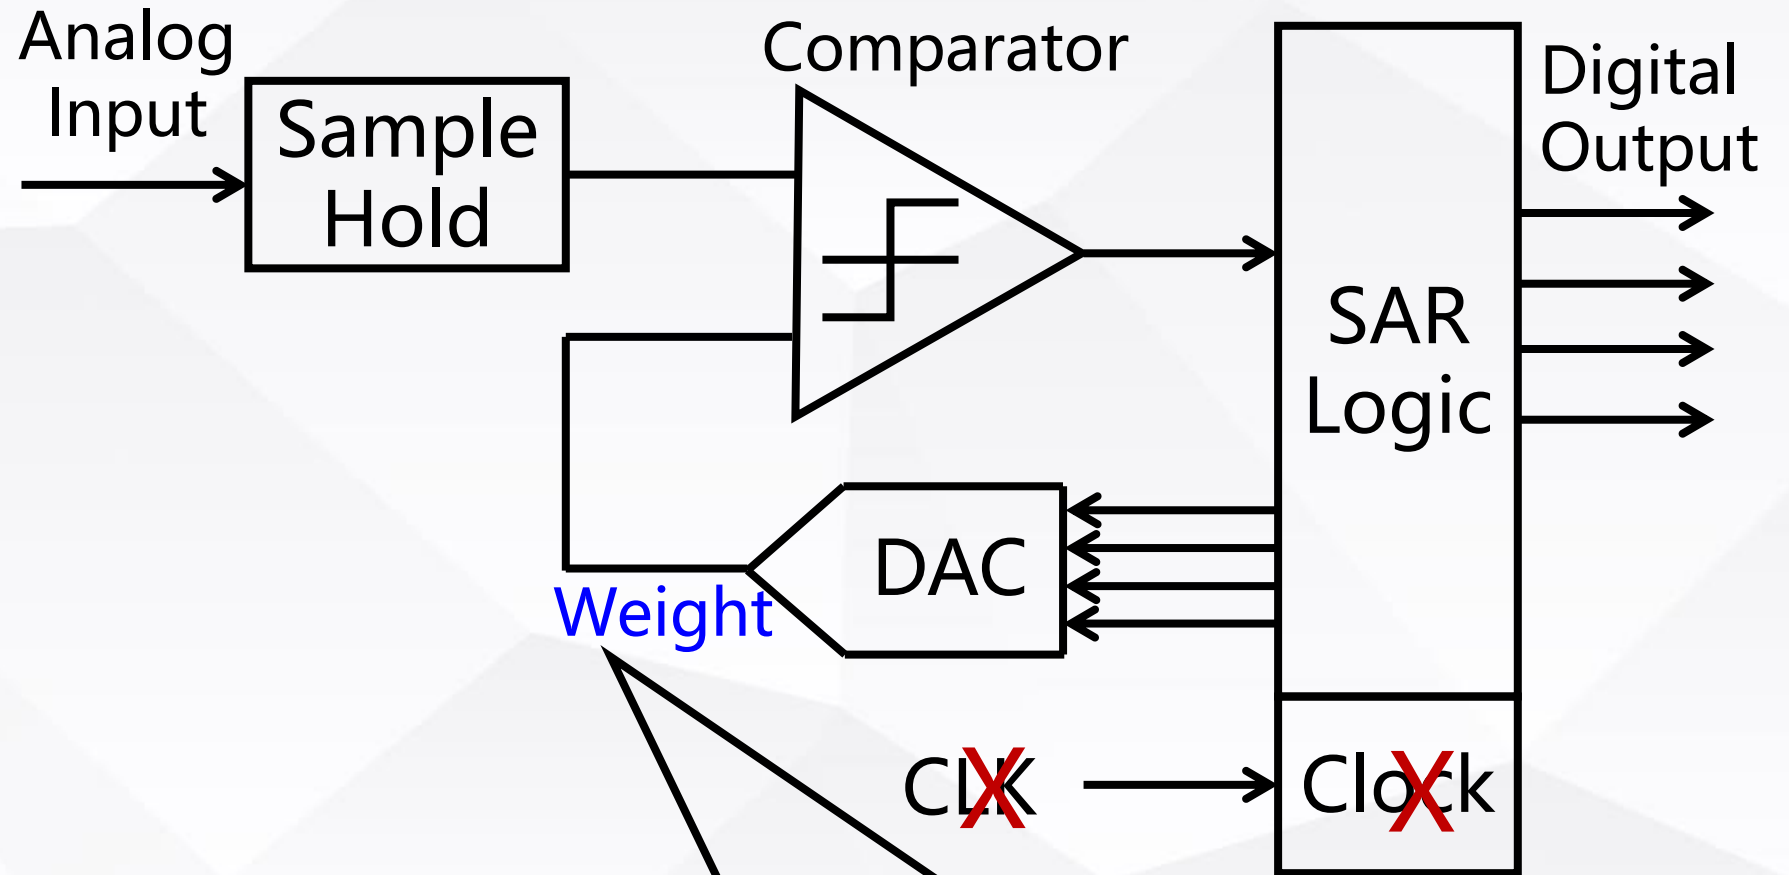 Analog
Input
Sample
Hold
Comparator
SAR
Logic
Digital
Output
DAC
Weight
CLK
X
Clock
X